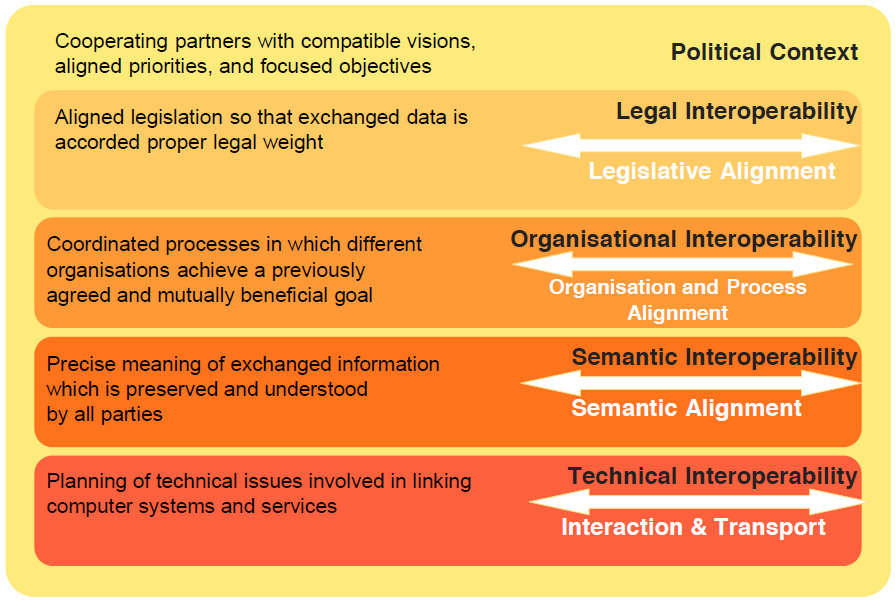 Cooperating partners with compatible visions,
aligned priorities, and focused objectives
Political Context
Aligned legislation so that exchanged data is
accorded proper legal weight
Legal Interoperability
Legislative Alignment
Coordinated processes in which different
organisations achieve a previously
agreed and mutually beneficial goal
Organisational Interoperability
Organisation and Process
Alignment
Precise meaning of exchanged information
which is preserved and understood
by all parties
Semantic Interoperability
Semantic Alignment
Planning of technical issues involved in linking
computer systems and services
Technical Interoperability
Interaction & Transport